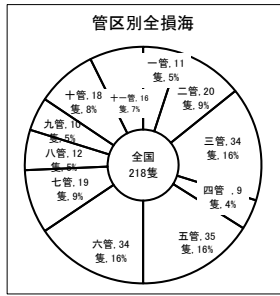 管区別全損海
一管, 11
隻, 5%
二管, 20
隻, 9%
三管, 34
隻, 16%
四管 , 9
隻, 4%
五管, 35
隻, 16%
六管, 34
隻, 16%
七管, 19
隻, 9%
八管, 12
隻, 5%
九管, 10
隻, 5%
十管, 18
隻, 8%
十一管, 16
隻, 7%
全国
218隻